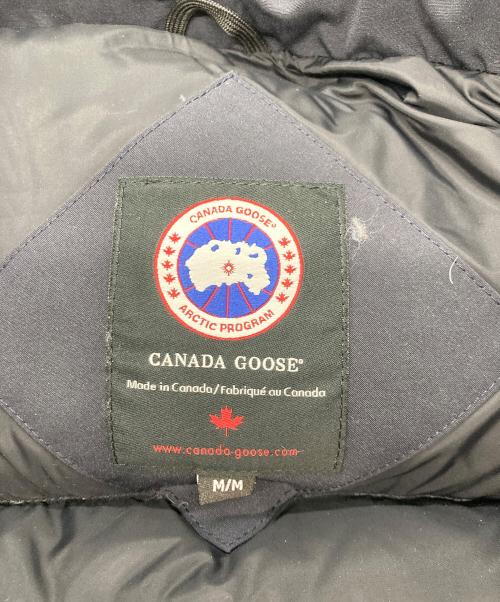 CANADA GOOSE®
ARCTIC PROGRAM
CANADA GOOSE®
Made in Canada/Fabriqué au Canada
www.canada-goose.com
M/M